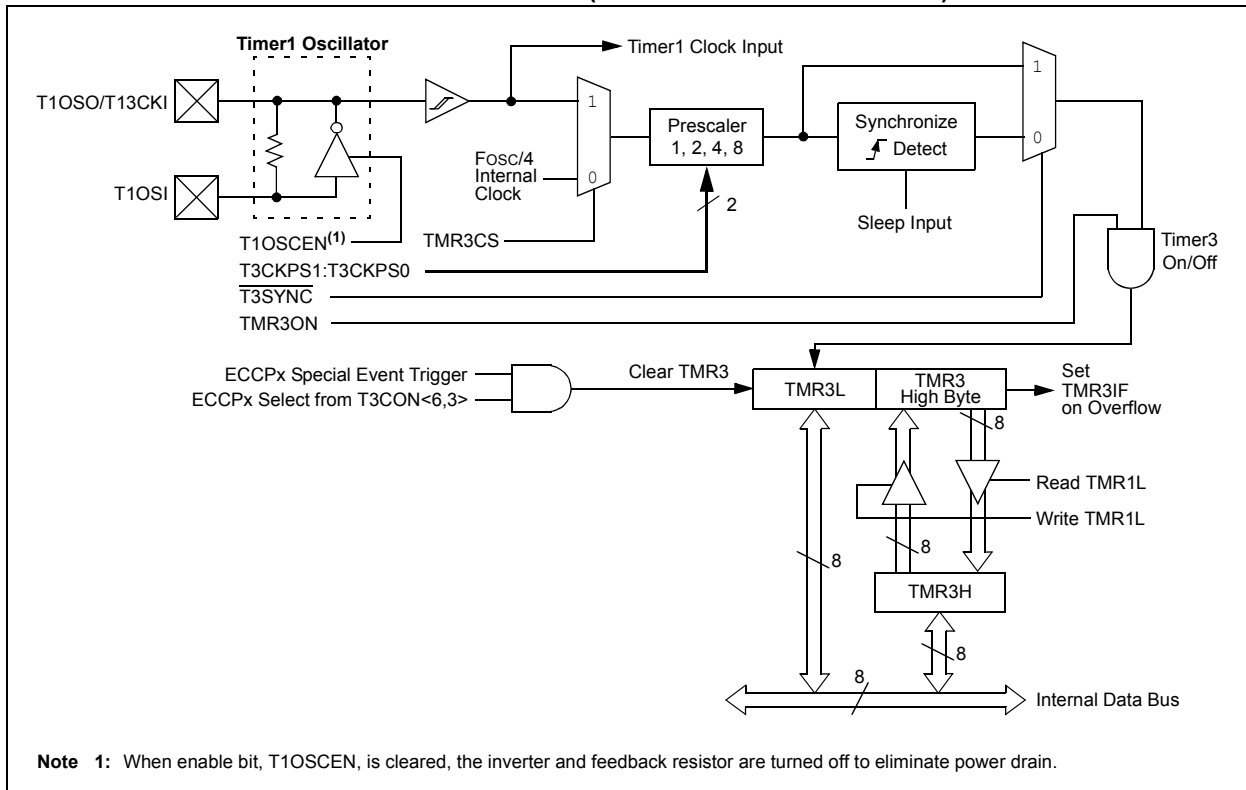 Timer1 Oscillator
Timer1 Clock Input
T1OSO/T13CKI
T1OSI
1
0
FOSC/4
Internal
Clock
Prescaler
1, 2, 4, 8
2
Synchronize
Detect
1
0
Sleep Input
T1OSCEN(1)
TMR3CS
T3CKPS1:T3CKPS0
T3SYNC
TMR3ON
Timer3
On/Off
ECCPx Special Event Trigger
ECCPx Select from T3CON<6,3>
Clear TMR3
TMR3L
TMR3
High Byte
Set
TMR3IF
on Overflow
8
Read TMR1L
Write TMR1L
8
8
TMR3H
8
8
Internal Data Bus
Note 1: When enable bit, T1OSCEN, is cleared, the inverter and feedback resistor are turned off to eliminate power drain.